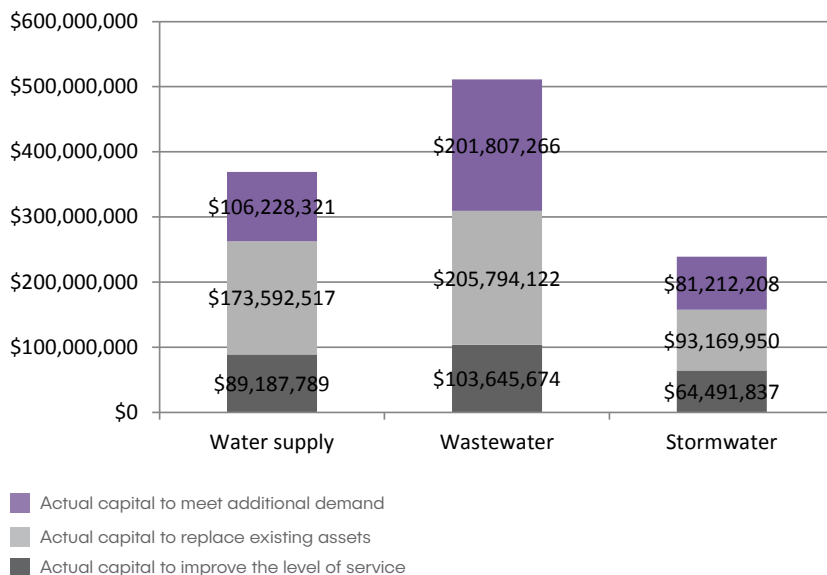 $600,000,000
$500,000,000
$400,000,000
$300,000,000
$200,000,000
$100,000,000
$0
$106,228,321
$173,592,517
$89,187,789
$201,807,266
$205,794,122
$103,645,674
$81,212,208
$93,169,950
$64,491,837
Water supply
Wastewater
Stormwater
Actual capital to meet additional demand
Actual capital to replace existing assets
Actual capital to improve the level of service